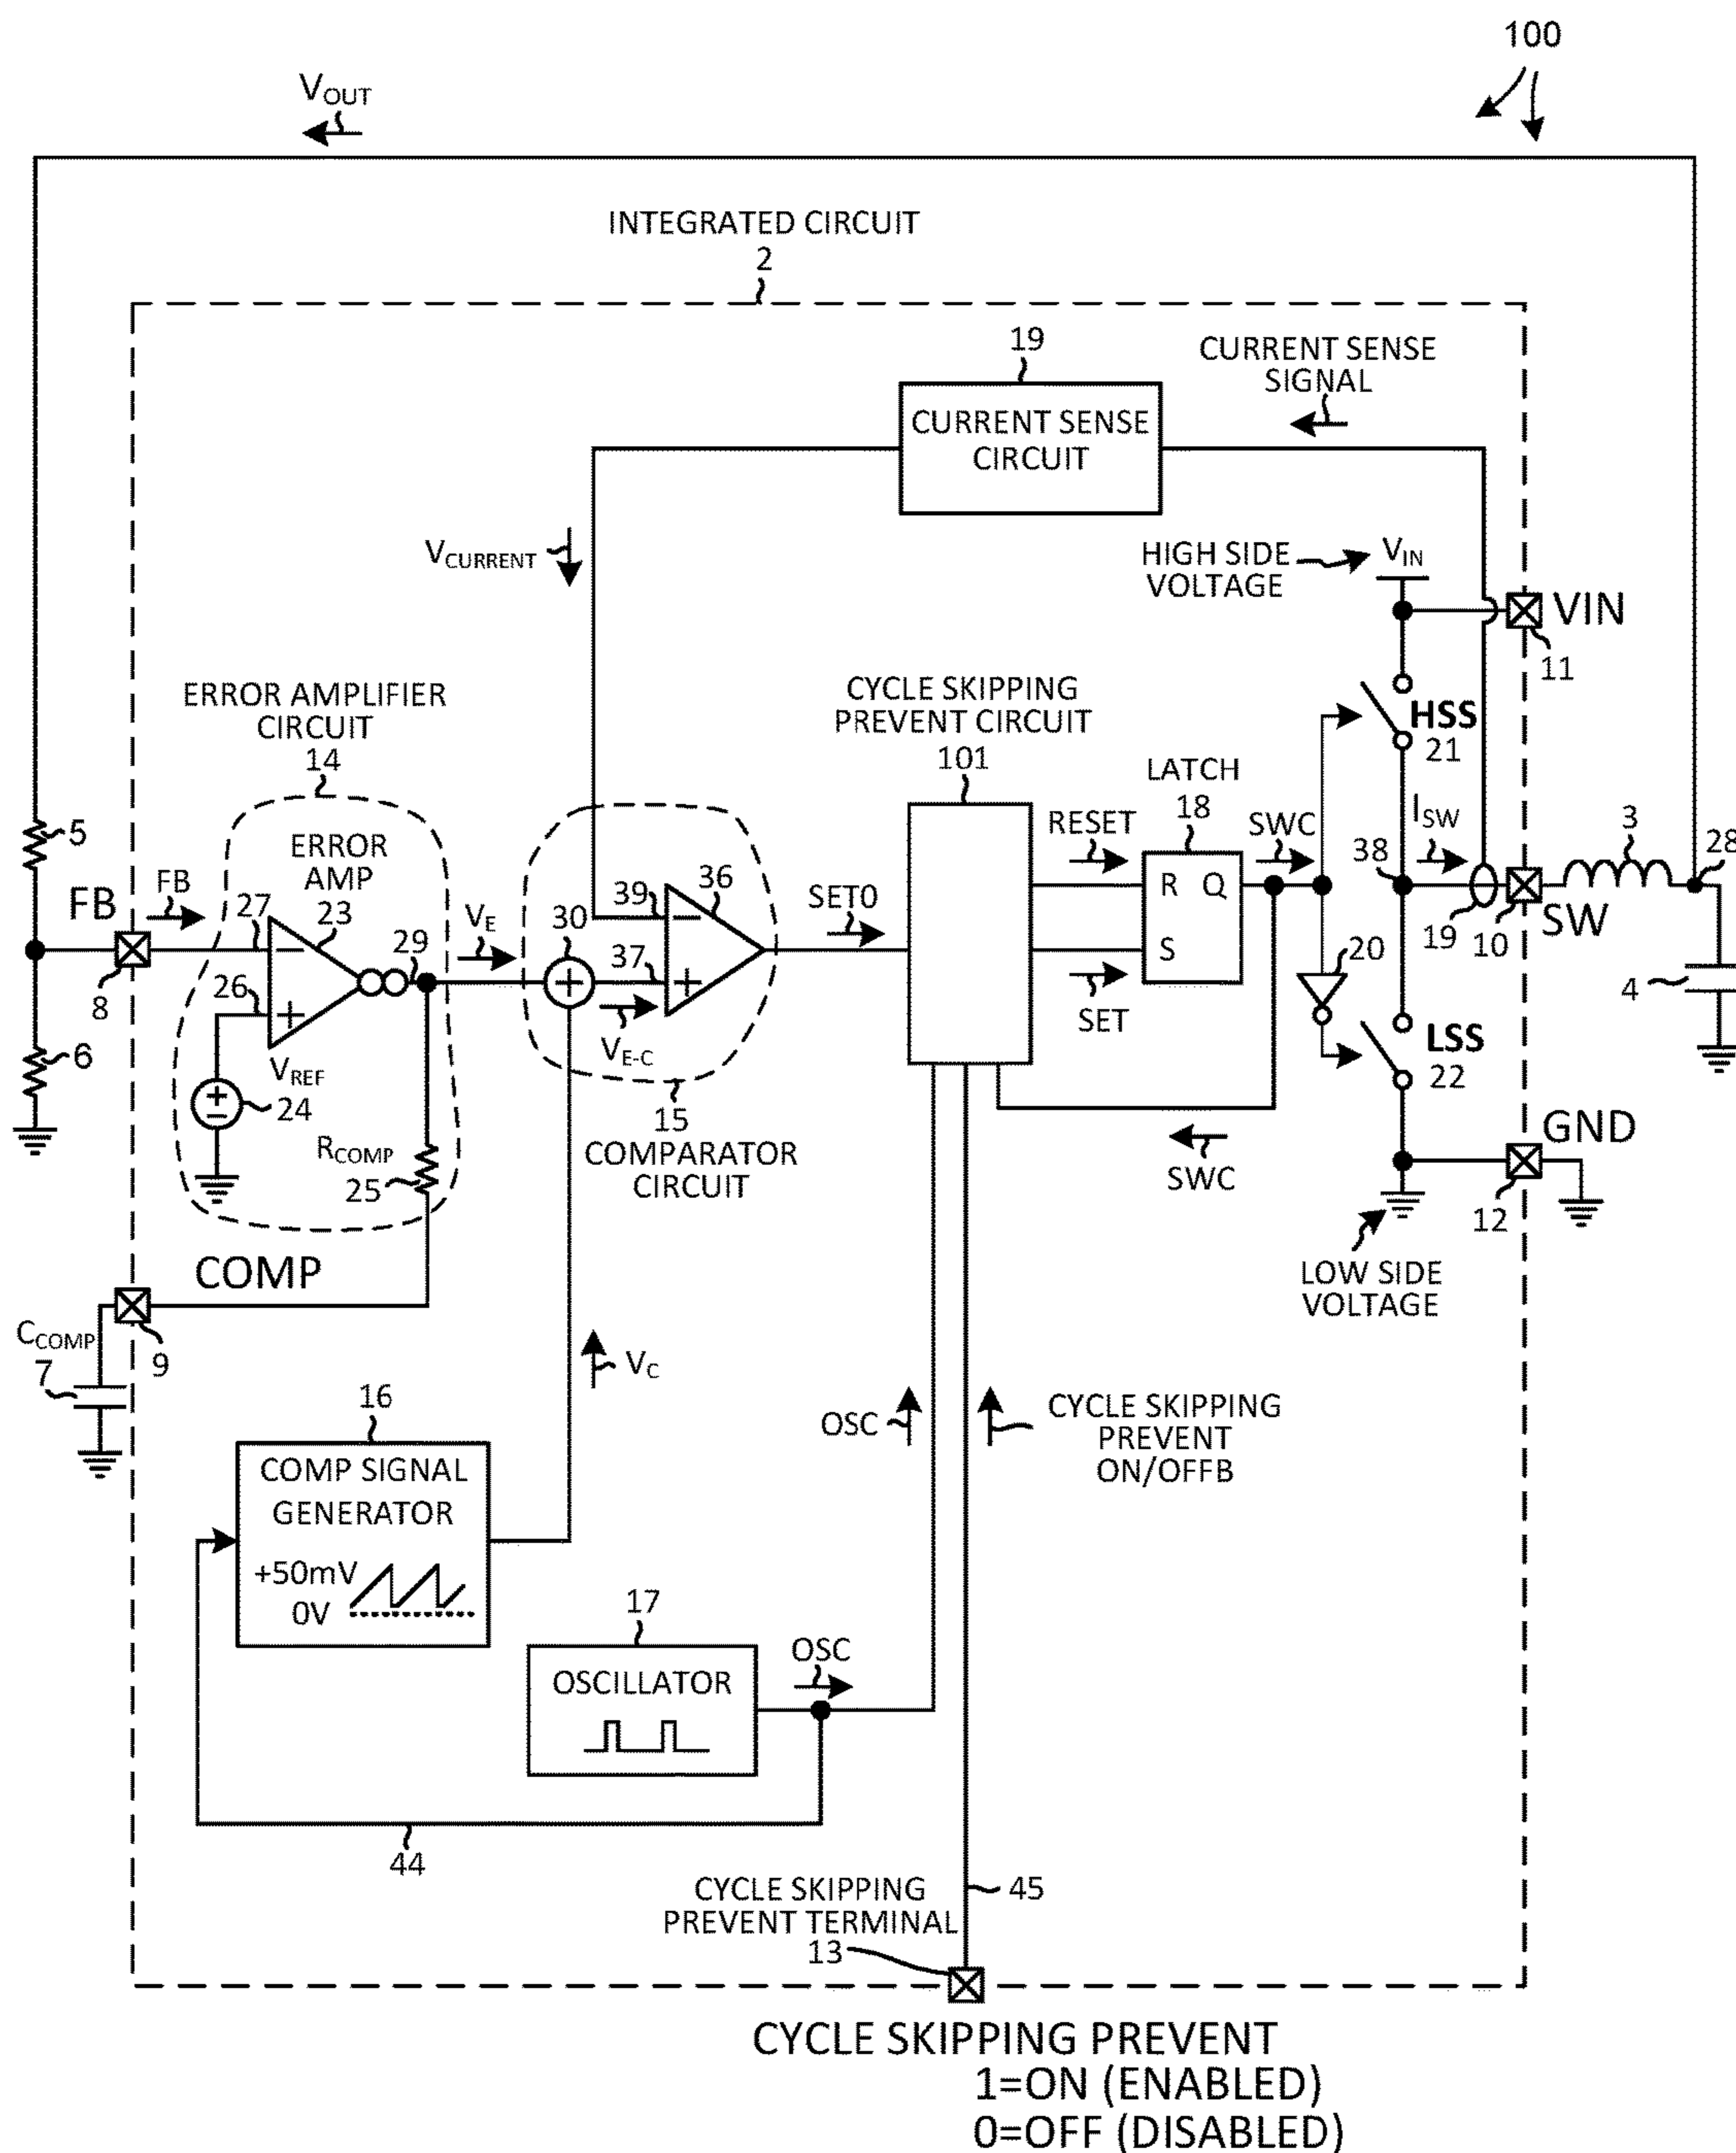 100
VOUT
INTEGRATED CIRCUIT
2
19
CURRENT SENSE
CIRCUIT
CURRENT SENSE
SIGNAL
VCURRENT
HIGH SIDE
VOLTAGE
VIN
VIN
11
ERROR AMPLIFIER
CIRCUIT
14
CYCLE SKIPPING
PREVENT CIRCUIT
101
HSS
21
LATCH
18
5
ERROR
AMP
23
FB
FB
27
26
8
6
29
VE
30
39
36
37
VE-C
SET0
RESET
SWC
R Q
S
SET
20
38
ISW
3
28
19
10
SW
4
VREF
24
RCOMP
25
15
COMPARATOR
CIRCUIT
LSS
22
SWC
GND
12
COMP
CCOMP
7
9
LOW SIDE
VOLTAGE
VC
16
COMP SIGNAL
GENERATOR
+50mV
0V
OSC
CYCLE SKIPPING
PREVENT
ON/OFFB
17
OSCILLATOR
OSC
44
CYCLE SKIPPING
PREVENT TERMINAL
13
45
CYCLE SKIPPING PREVENT
1=ON (ENABLED)
0=OFF (DISABLED)